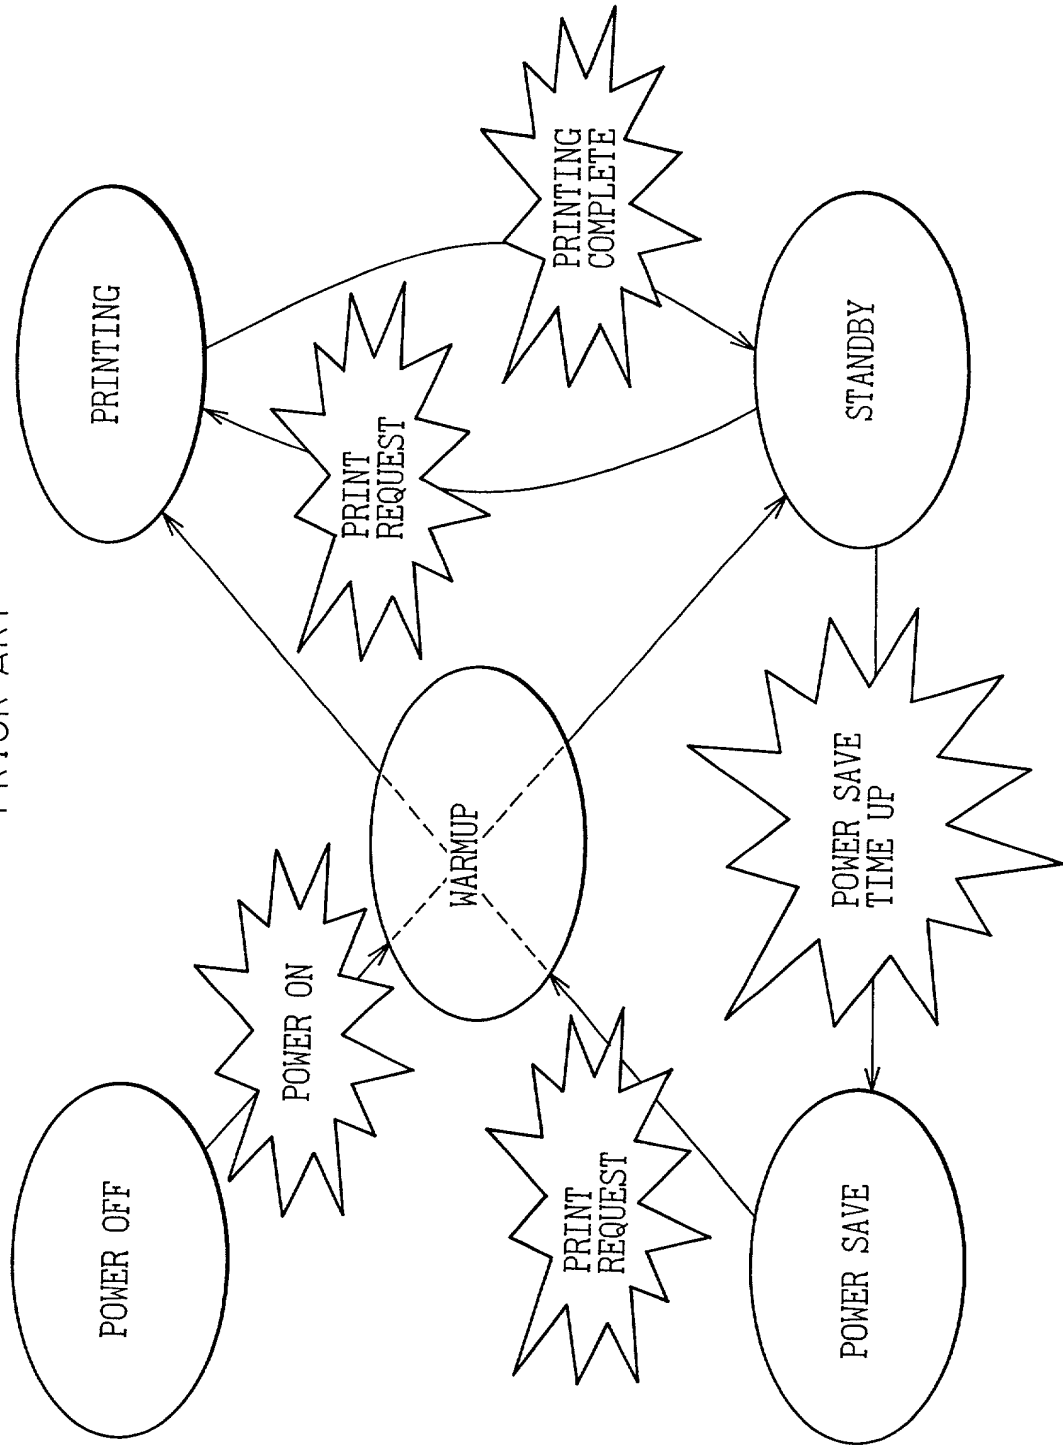 PRIOR ART
POWER OFF
POWER ON
PRINTING
PRINT
REQUEST
WARMUP
PRINTING
COMPLETE
PRINT
REQUEST
POWER SAVE
POWER SAVE
TIME UP
STANDBY